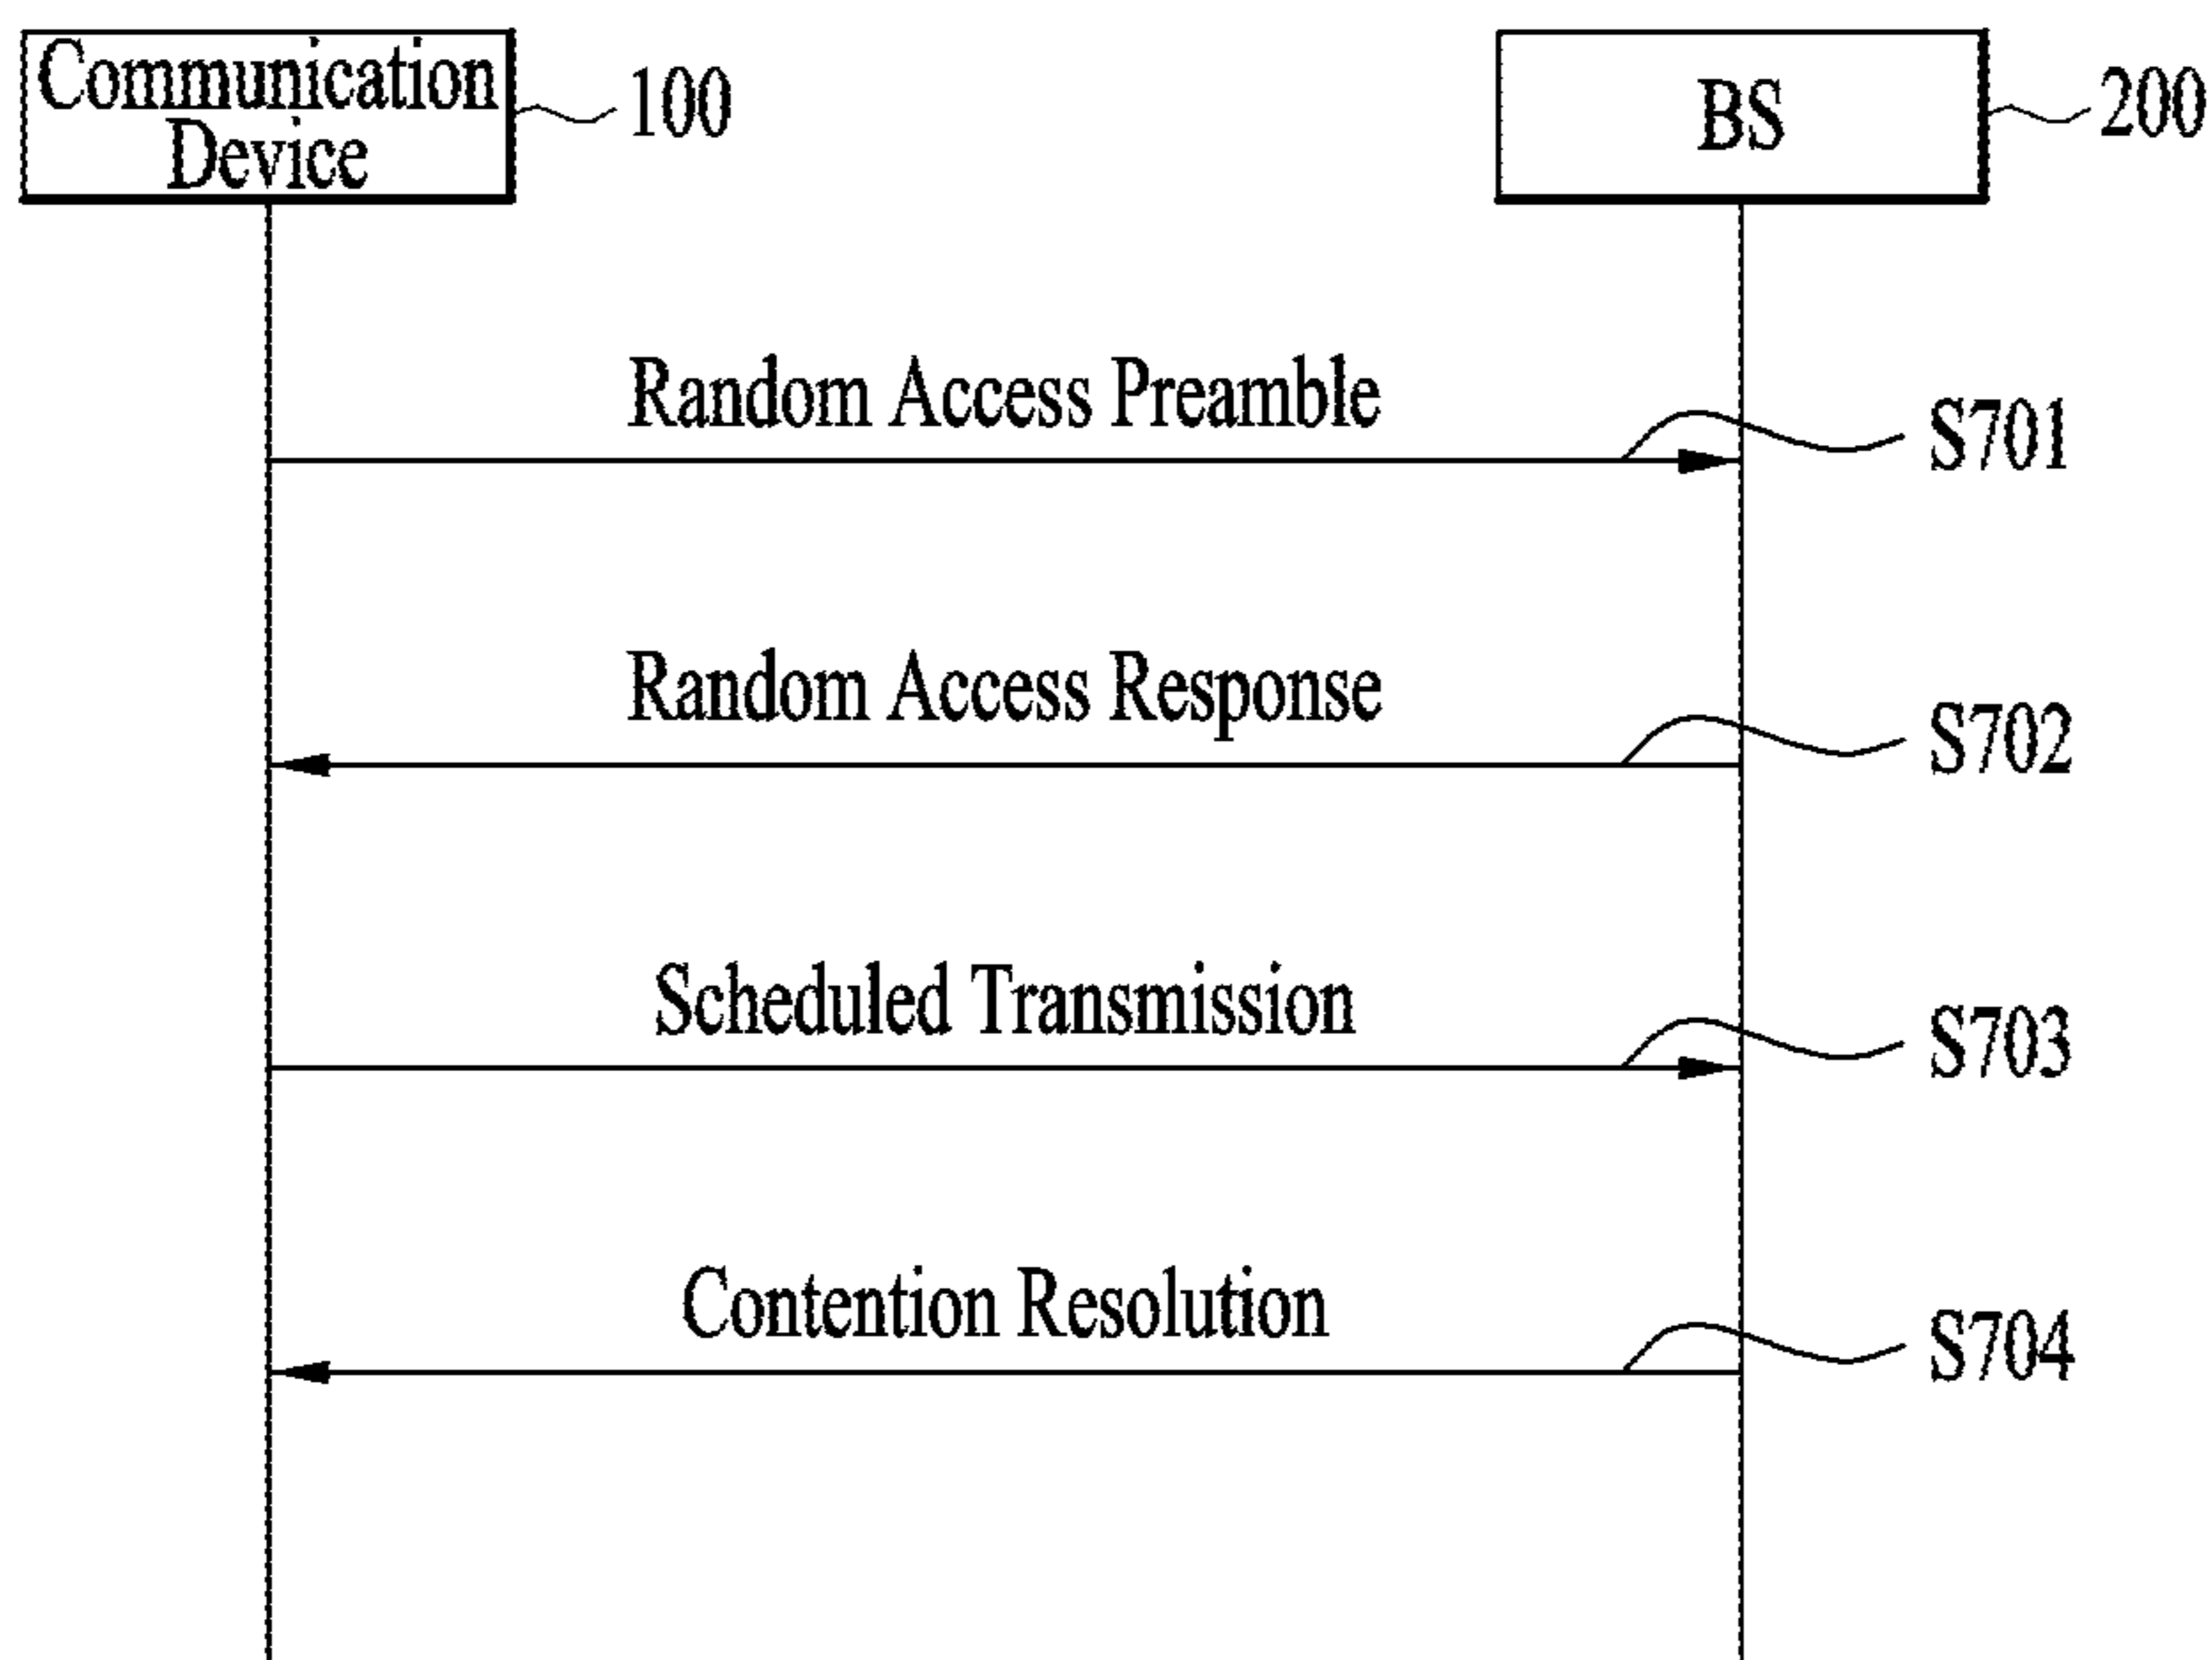 Communication
Device
100
BS
200
Random Access Preamble
S701
Random Access Response
S702
Scheduled Transmission
S703
Contention Resolution
S704